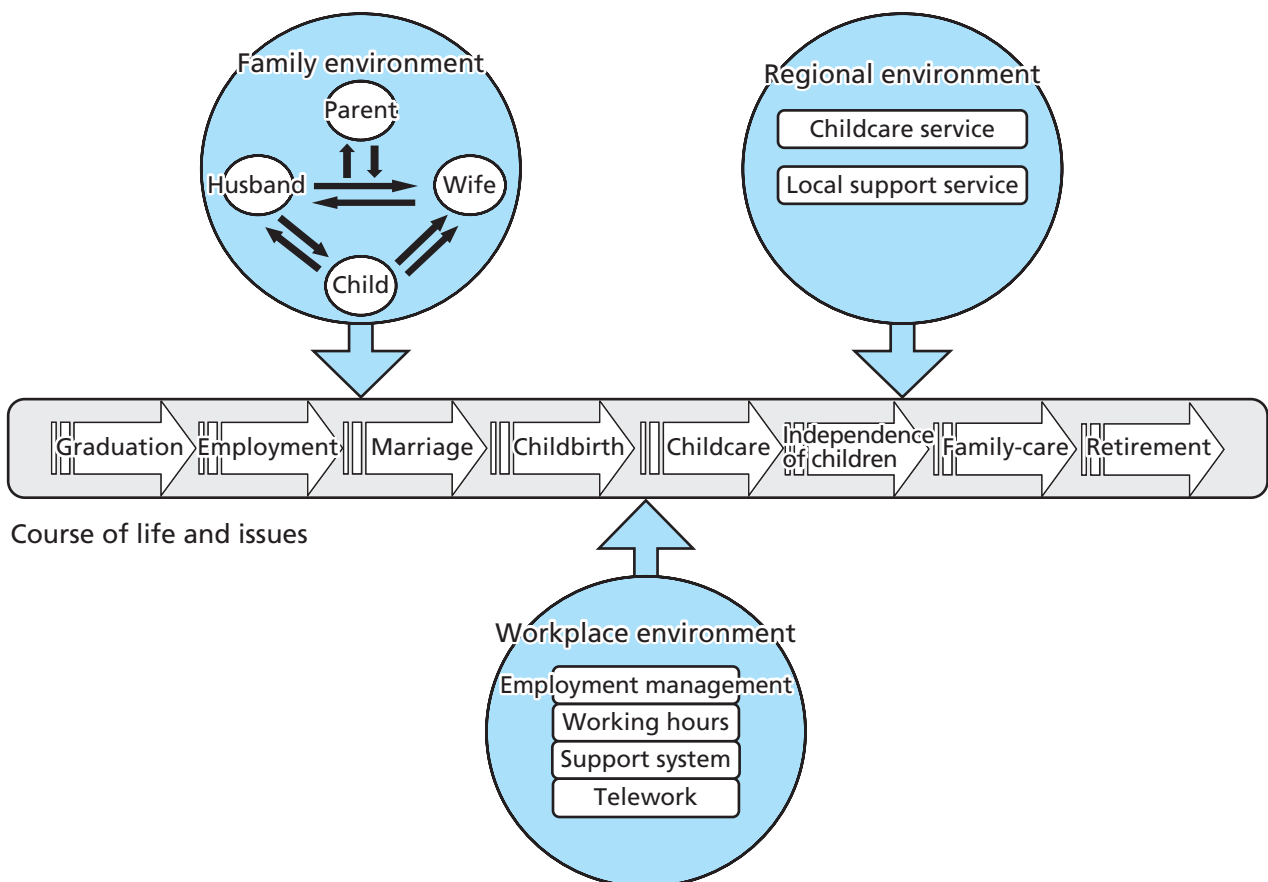 Family environment
Parent
Husband
Wife
Child
Regional environment
Childcare service
Local support service
Graduation
Employment
Marriage
Childbirth
Childcare
Independence
of children
Family-care
Retirement
Course of life and issues
Workplace environment
Employment management
Working hours
Support system
Telework